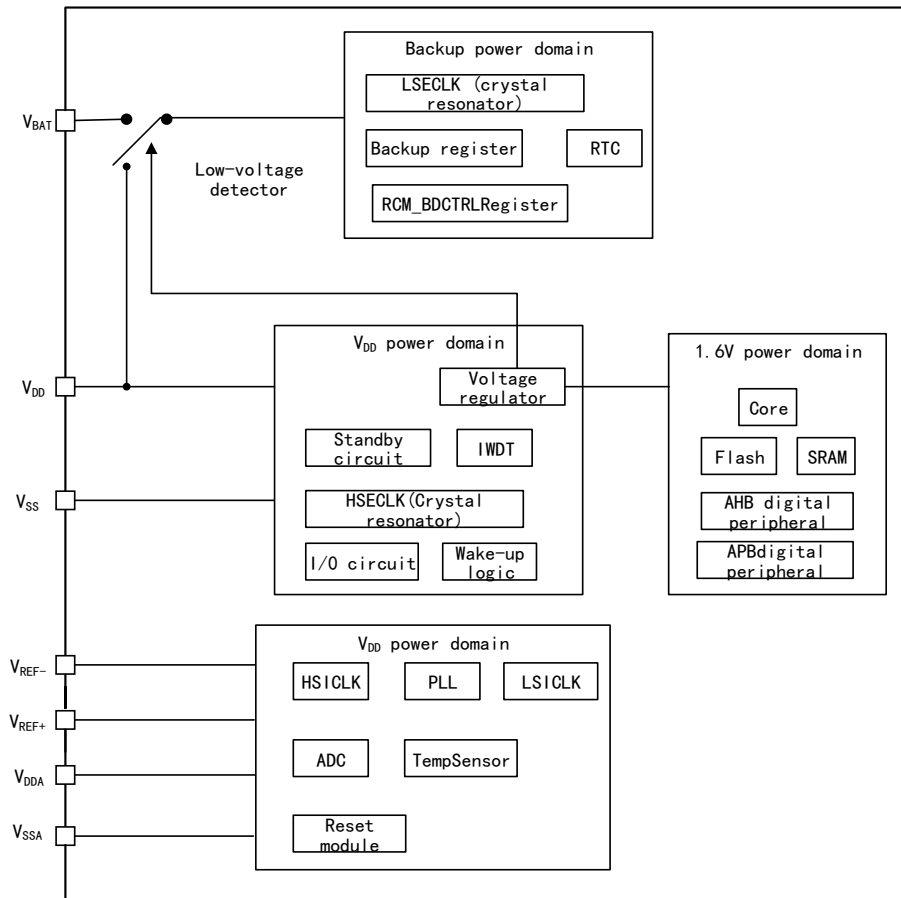 Backup power domain
LSECLK (crystal
resonator)
Backup register
RTC
RCM_BDCTRLRegister
VBAT
Low-voltage
detector
VDD power domain
Voltage
regulator
Standby
circuit
IWDT
HSECLK(Crystal
resonator)
I/O circuit
Wake-up
logic
1.6V power domain
Core
Flash
SRAM
AHB digital
peripheral
APBdigital
peripheral
VDD
VSS
VDD power domain
HSICLK
PLL
LSICLK
ADC
TempSensor
Reset
module
VREF-
VREF+
VDDA
VSSA